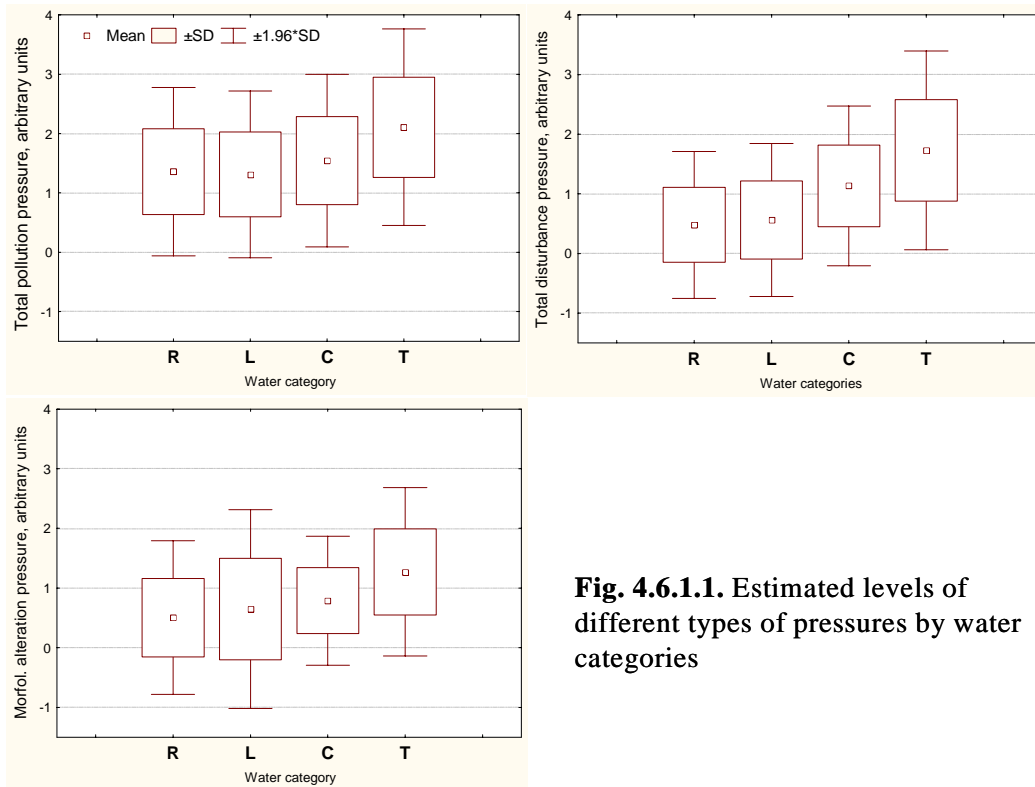 Total pollution pressure, arbitrary units
Mean ±SD ±1.96*SD
4
3
2
1
0
-1
R L C T
Water category
Total disturbance pressure, arbitrary units
4
3
2
1
0
-1
R L C T
Water categories
Morfol. alteration pressure, arbitrary units
4
3
2
1
0
-1
R L C T
Water category
Fig. 4.6.1.1. Estimated levels of
different types of pressures by water
categories